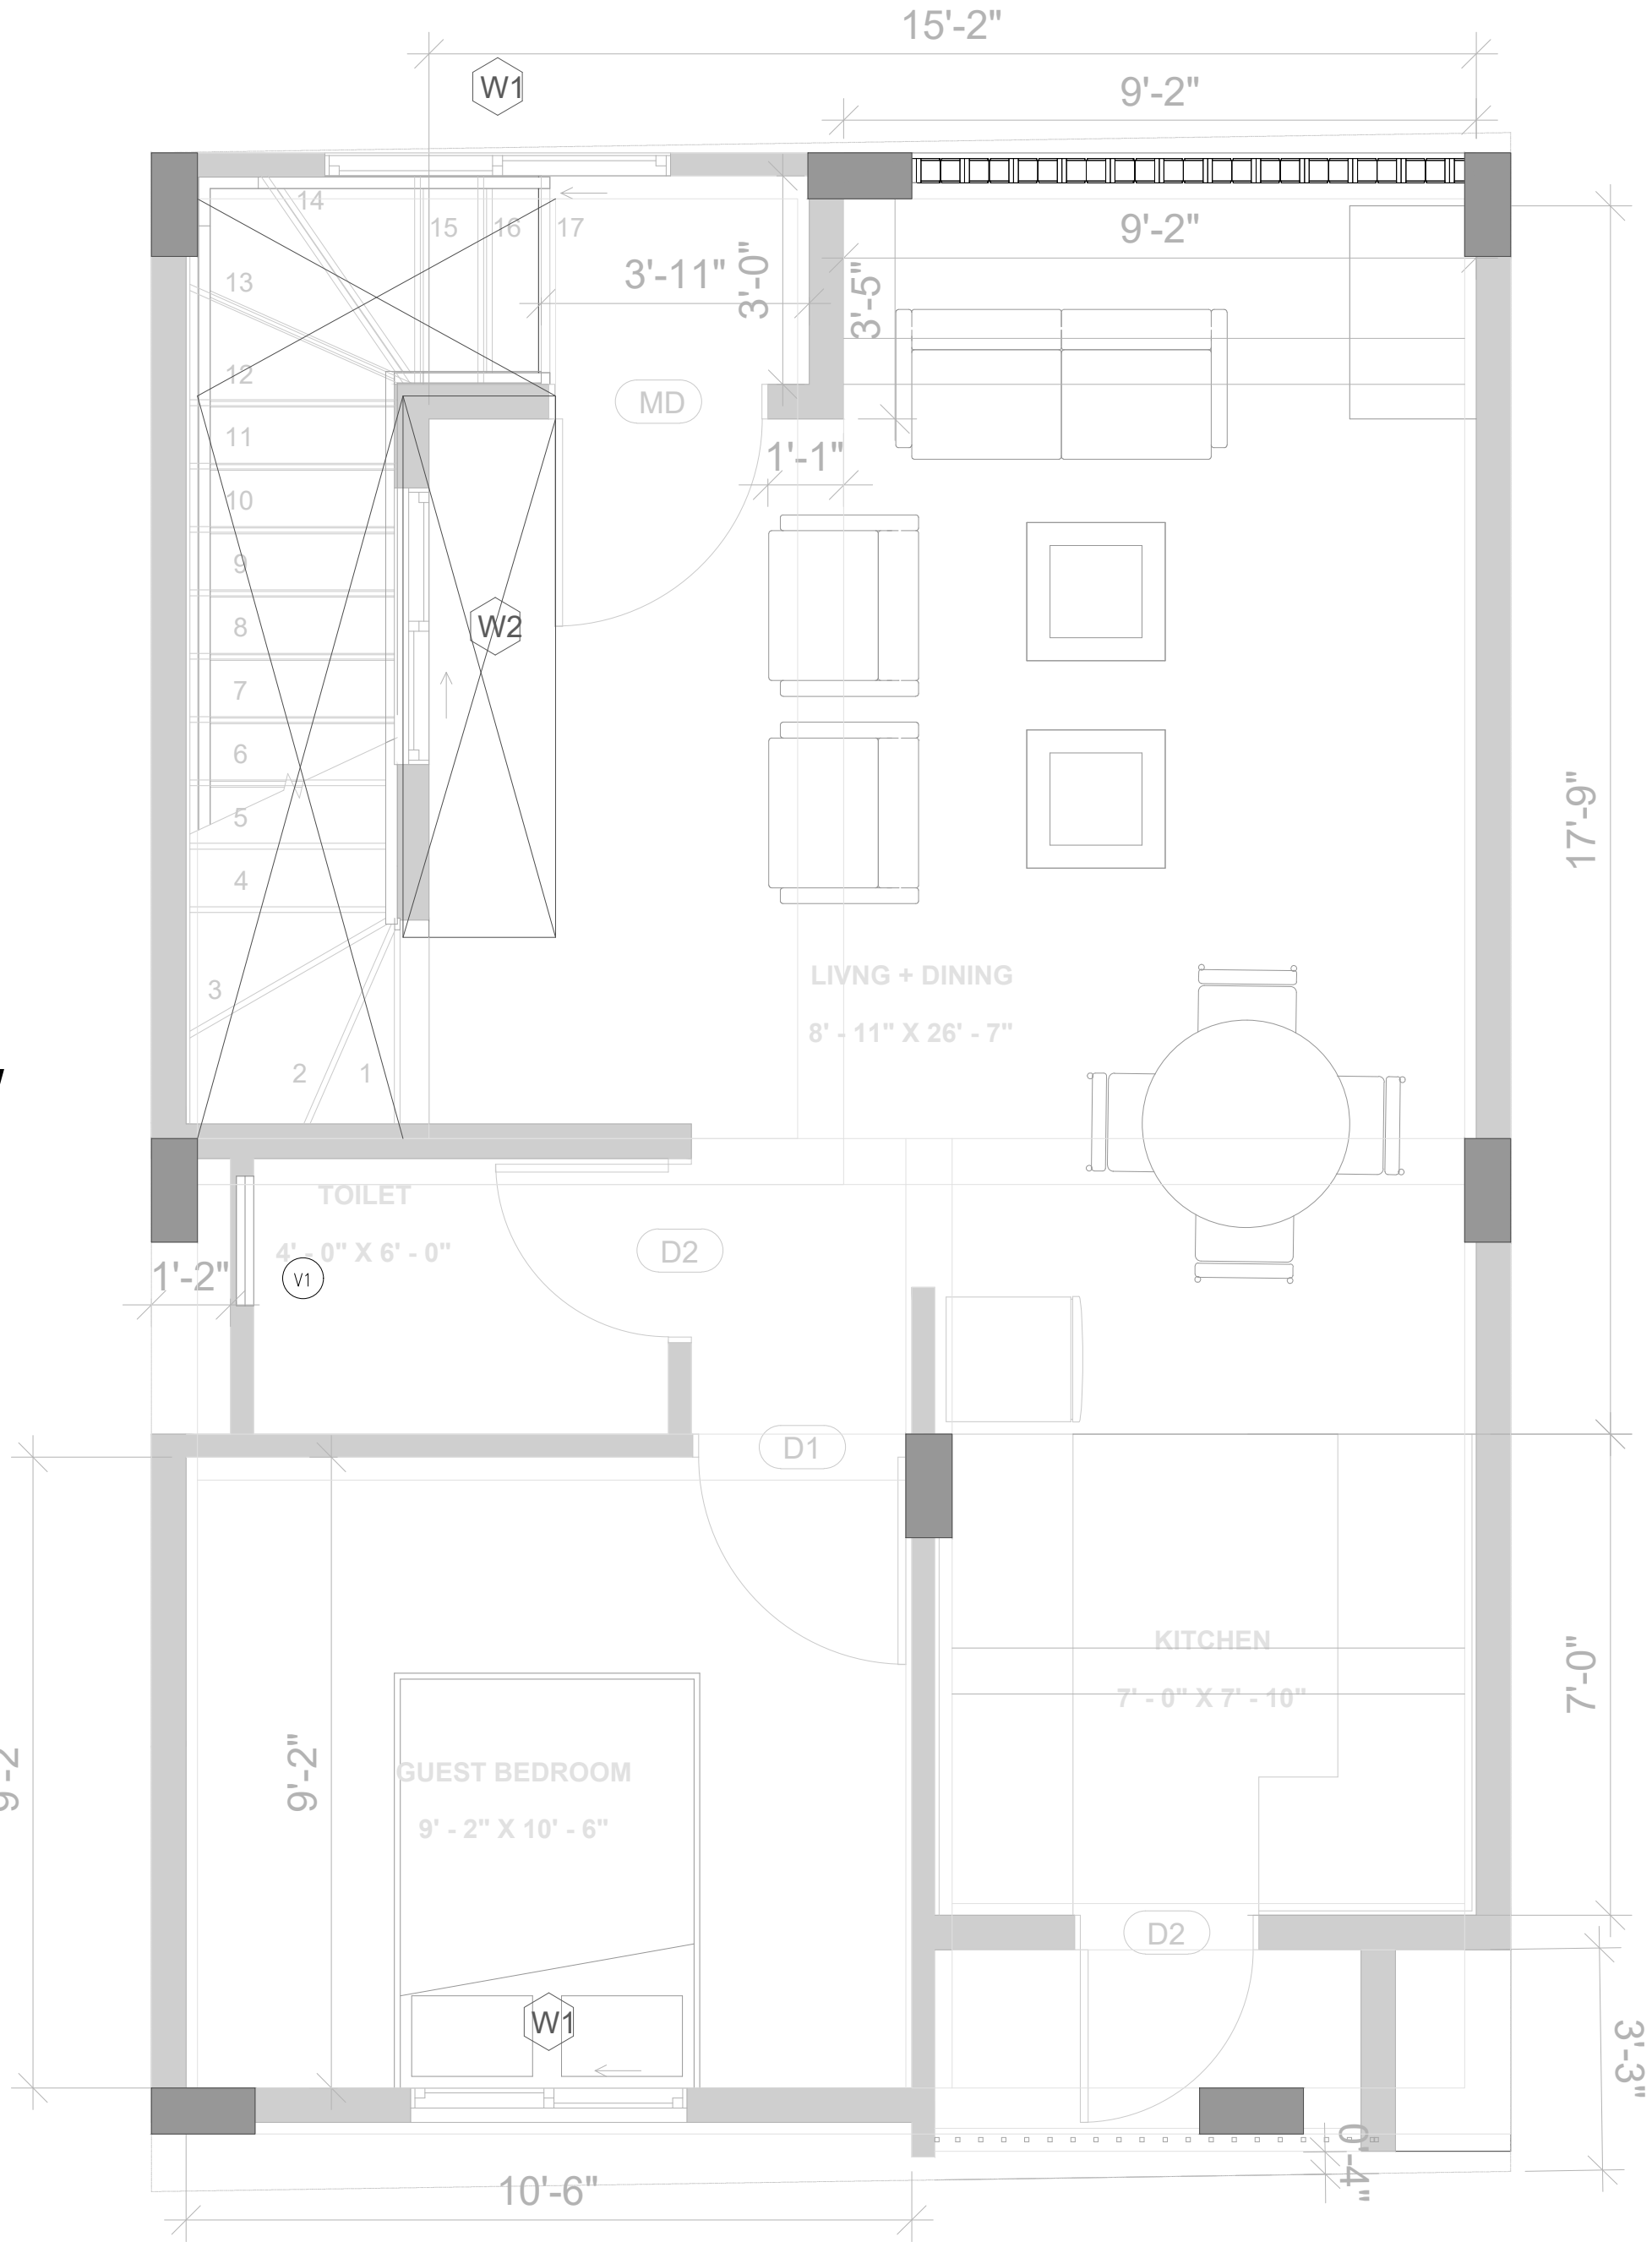 15'-2"
W1
9'-2"
14
15
16
17
9'-2"
3'-11"
3'-0"
3'-5"
13
12
MD
11
1'-1"
10
9
W2
8
7
6
17'-9"
5
4
LIVNG + DINING
3
8' - 11" X 26' - 7"
2
1
TOILET
4' - 0" X 6' - 0"
D2
1'-2"
V1
D1
KITCHEN
7'-0"
7' - 0" X 7' - 10"
9'-2"
9'-2"
GUEST BEDROOM
9' - 2" X 10' - 6"
D2
W1
3'-3"
0'-4"
10'-6"